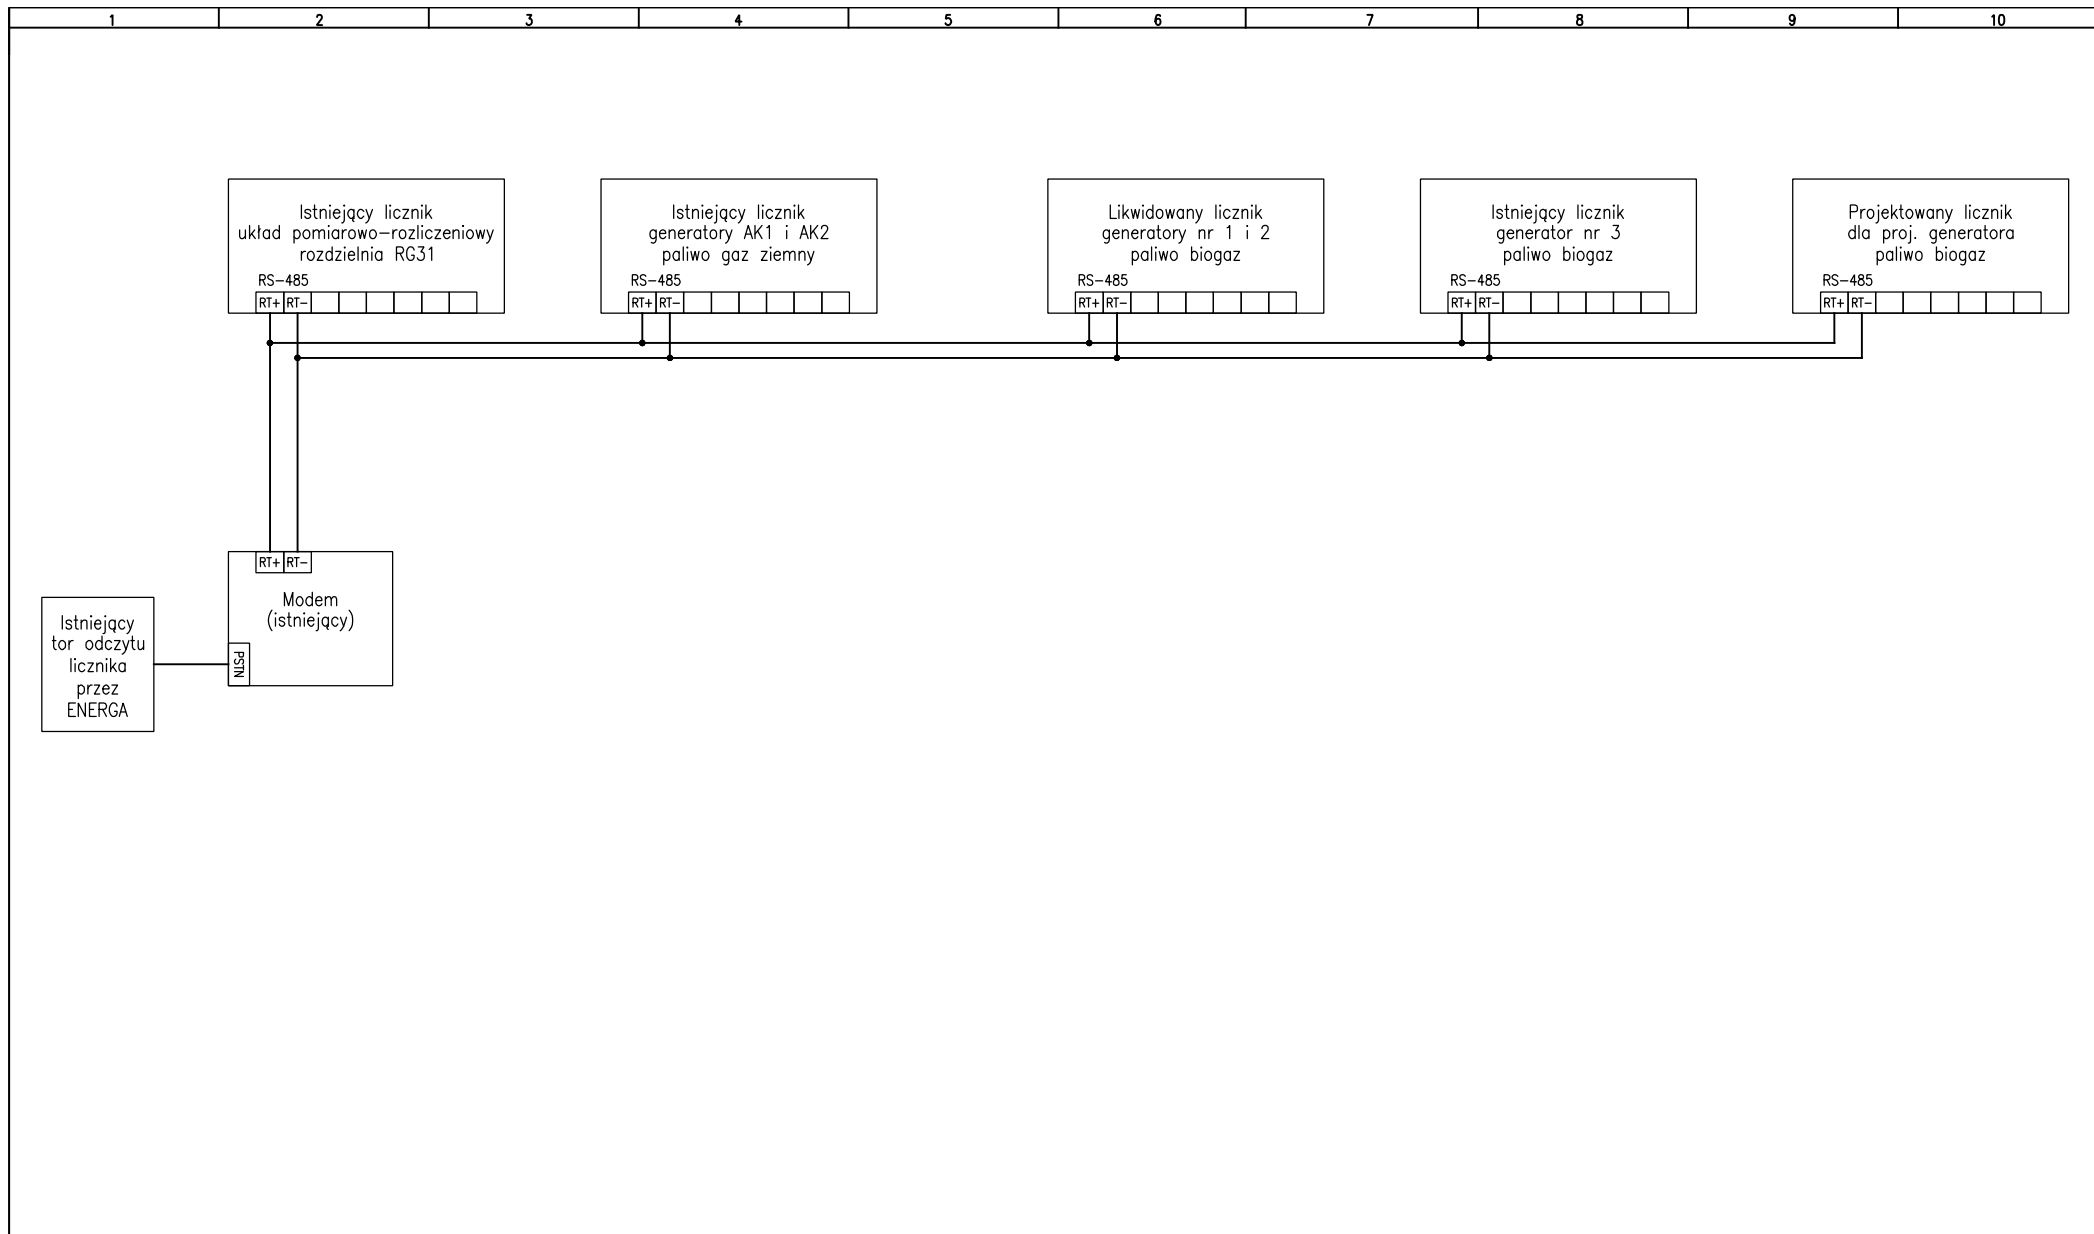 1 2 3 4 5 6 7 8 9 10
Istniejący licznik
układ pomiarowo-rozliczeniowy
rozdzielnia RG31
RS-485
RT+ RT-
Istniejący licznik
generatory AK1 i AK2
paliwo gaz ziemny
RS-485
RT+ RT-
Likwidowany licznik
generatory nr 1 i 2
paliwo biogaz
RS-485
RT+ RT-
Istniejący licznik
generator nr 3
paliwo biogaz
RS-485
RT+ RT-
Projektowany licznik
dla proj. generatora
paliwo biogaz
RS-485
RT+ RT-
RT+ RT-
Modem
(istniejący)
PSTN
Istniejący
tor odczytu
licznika
przez
ENERGA